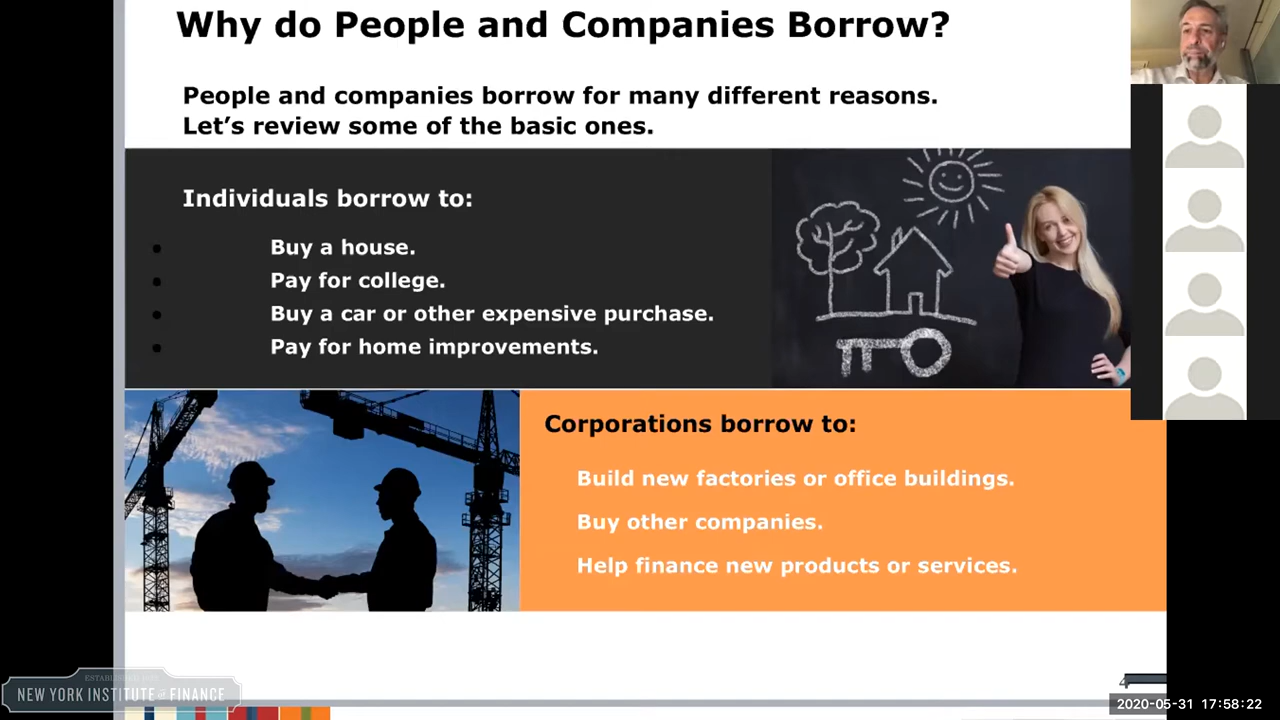 Why do People and Companies Borrow?
People and companies borrow for many different reasons.
Let’s review some of the basic ones.
Individuals borrow to:
Buy a house.
Pay for college.
Buy a car or other expensive purchase.
Pay for home improvements.
Corporations borrow to:
Build new factories or office buildings.
Buy other companies.
Help finance new products or services.
4
NEW YORK INSTITUTE of FINANCE
2020-05-31 17:58:22